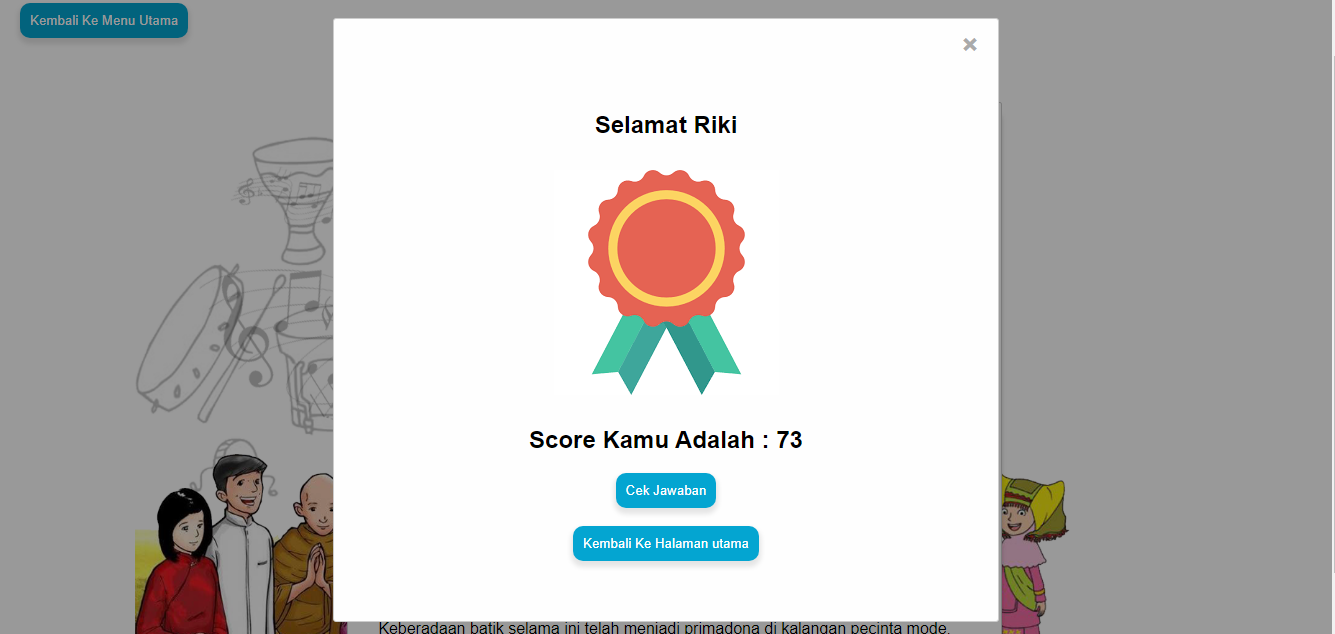 Kembali Ke Menu Utama
Selamat Riki
Score Kamu Adalah : 73
Cek Jawaban
Kembali Ke Halaman utama
Keberadaan batik selama ini telah menjadi primadona di kalangan pecinta mode.